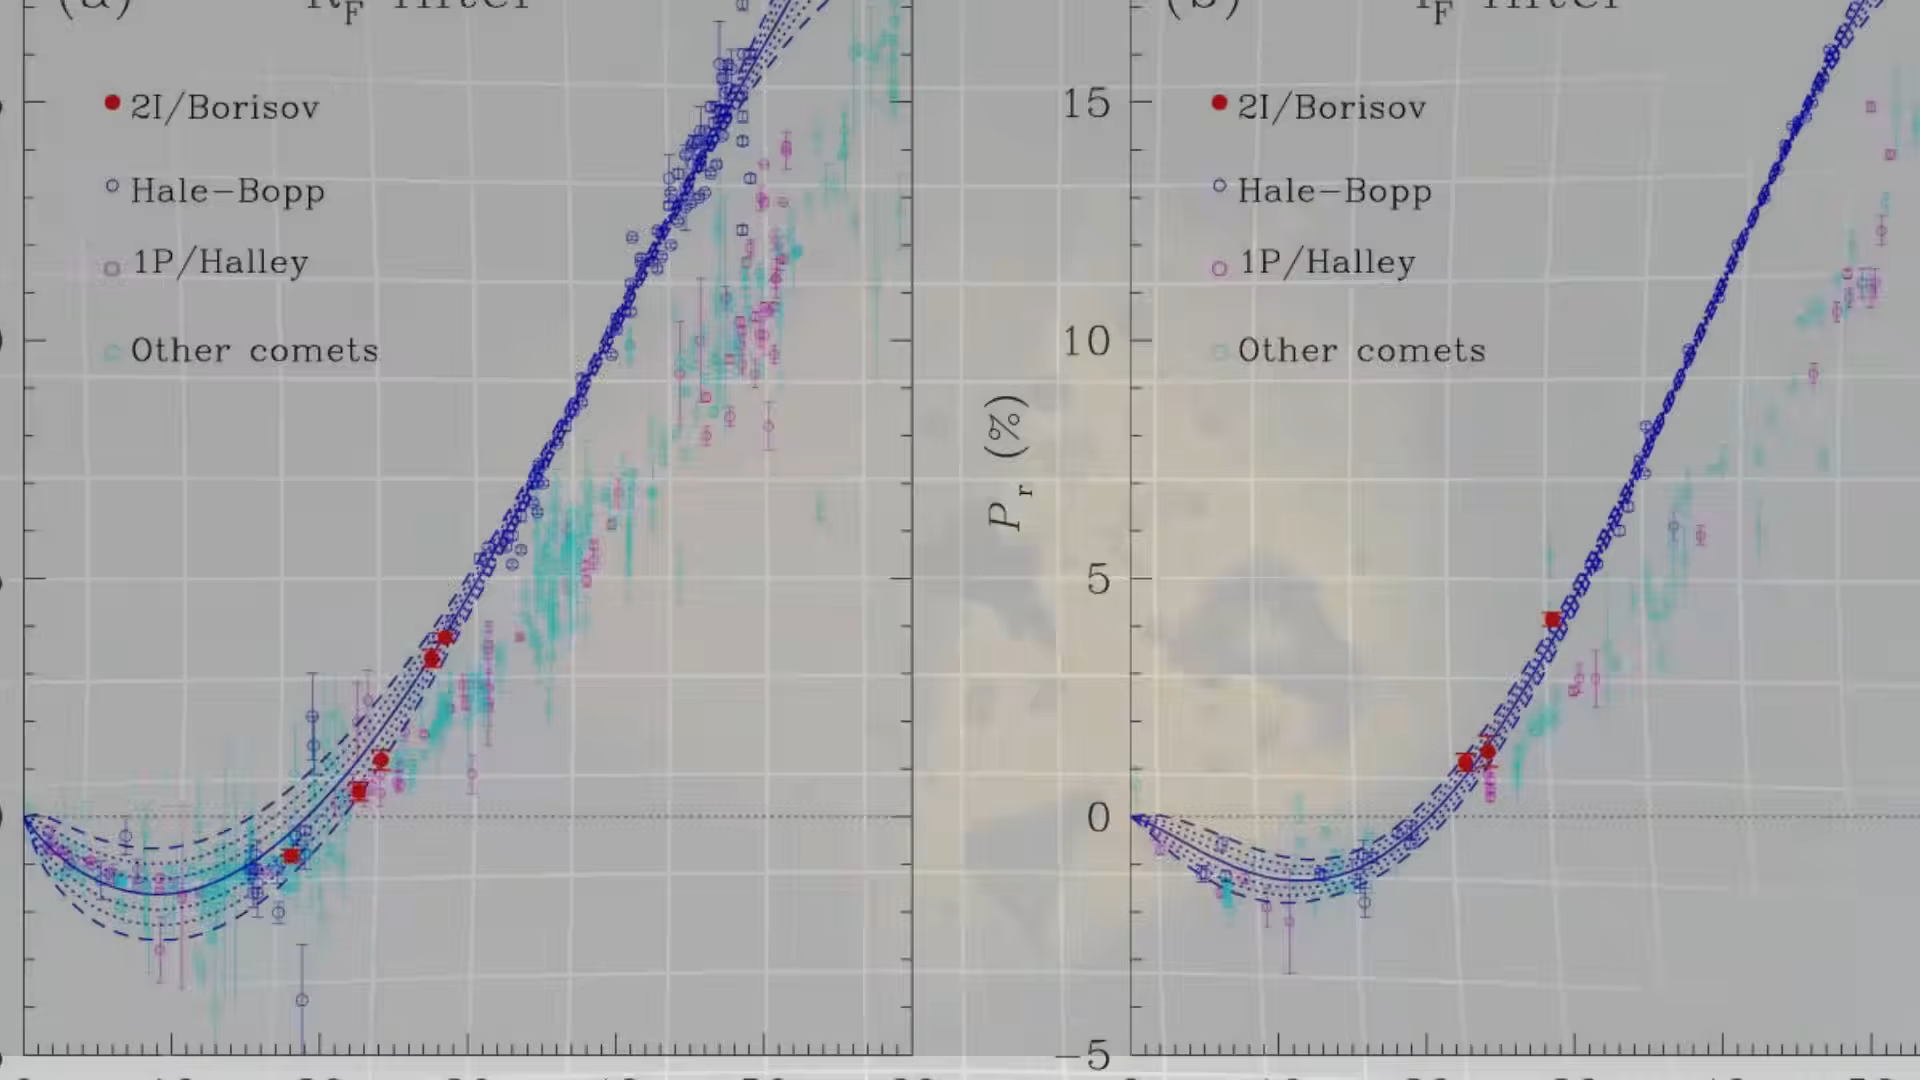 2I/Borisov
Hale-Bopp
1P/Halley
Other comets
P r (%)
15
10
5
0
-5
2I/Borisov
Hale-Bopp
1P/Halley
Other comets